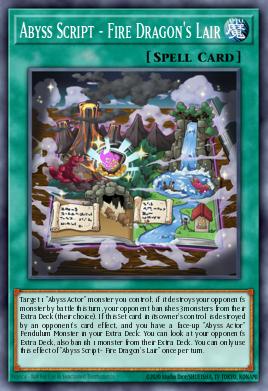 Abyss Script - Fire Dragon's Lair
魔
[Spell Card]
Target 1 "Abyss Actor" monster you control; if it destroys your opponent's
monster by battle this turn, your opponent banishes 3 monsters from their
Extra Deck (their choice). If this Set card in its owner's control is destroyed
by an opponent's card effect, and you have a face-up "Abyss Actor"
Pendulum Monster in your Extra Deck: You can look at your opponent's
Extra Deck, also banish 1 monster from their Extra Deck. You can only use
this effect of "Abyss Script - Fire Dragon's Lair" once per turn.